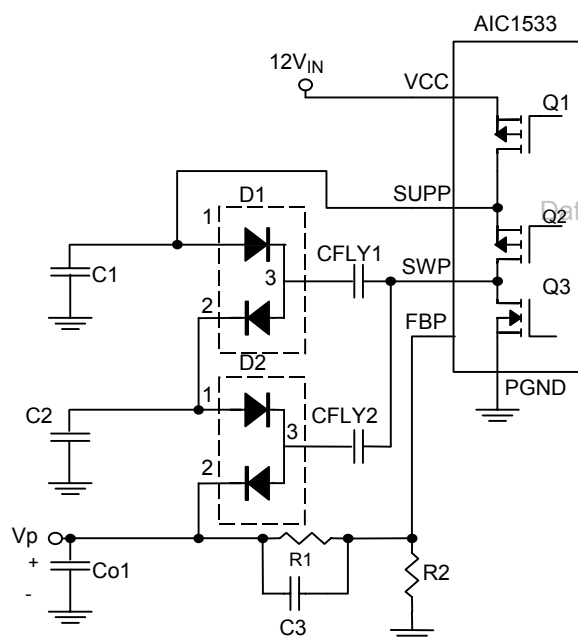 AIC1533
12VIN
VCC
Q1
D1
SUPP
Dat
1
Q2
CFLY1
SWP
3
C1
Q3
2
FBP
D2
PGND
1
CFLY2
C2
3
2
Vp
+
R1
R2
Co1
-
C3